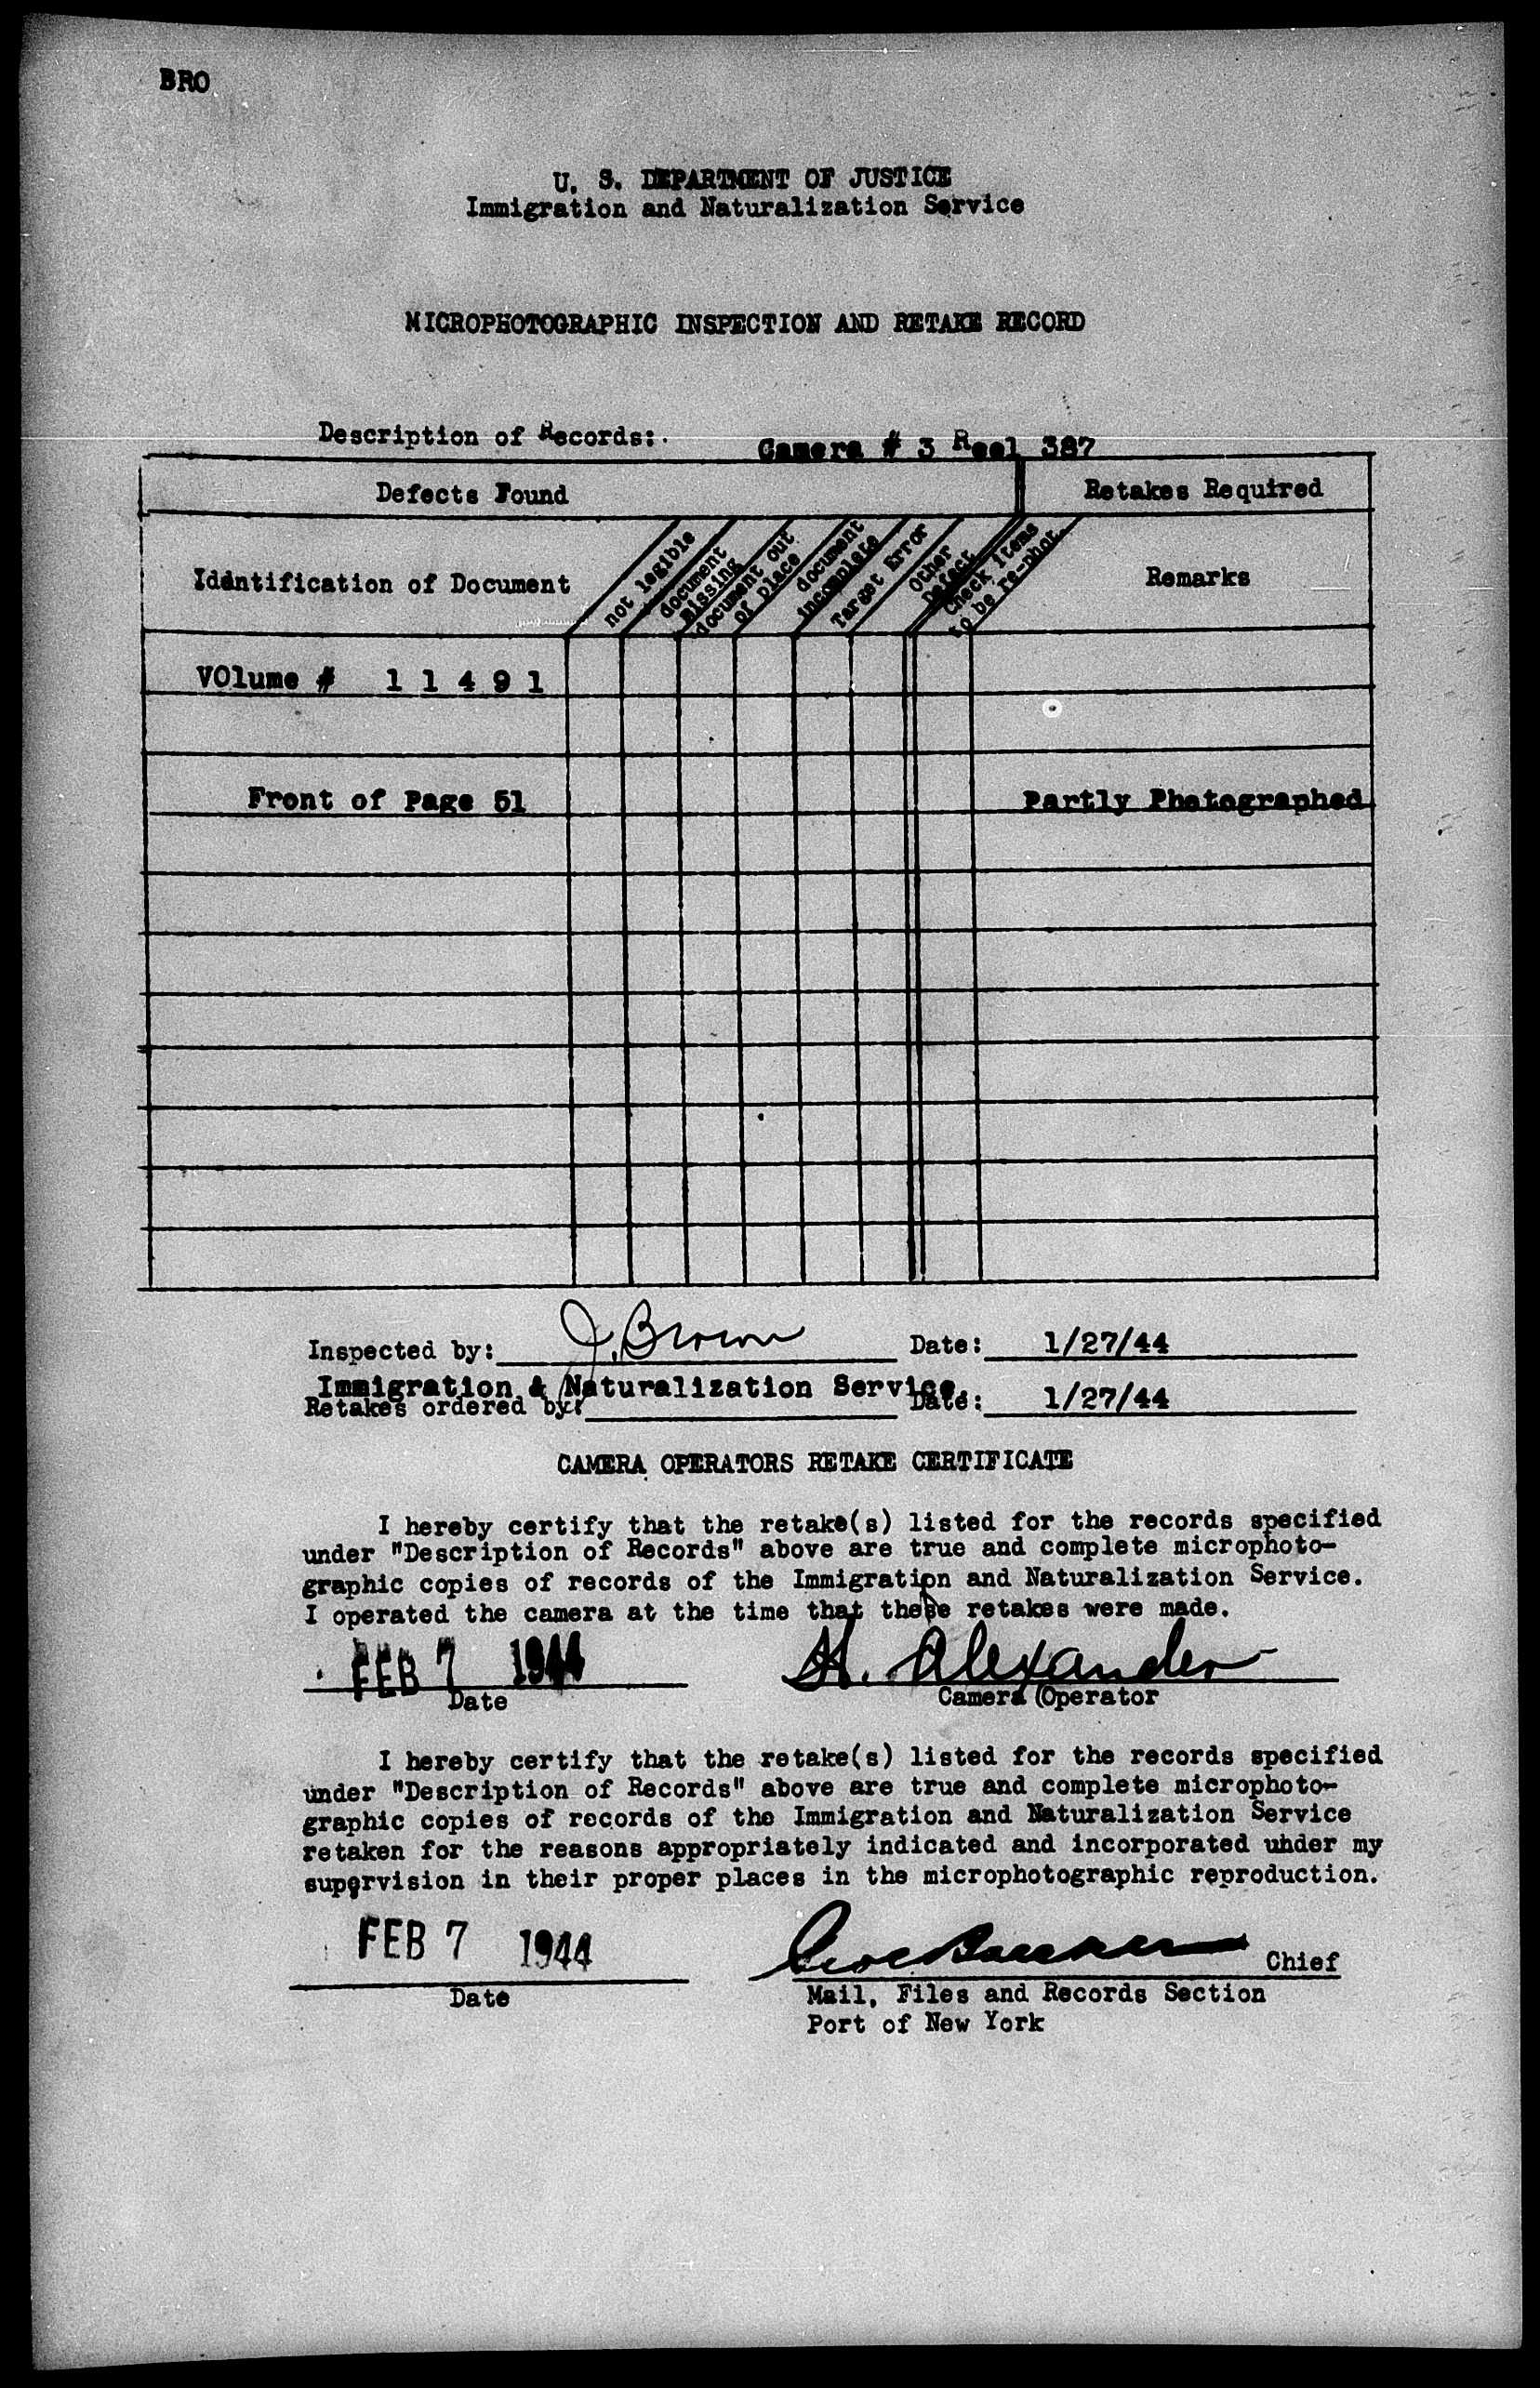 BRO
U. S. DEPARTMENT OF JUSTICE
Immigration and Naturalization Service
MICROPHOTOGRAPHIC INSPECTION AND RETAKE RECORD
Description of Records:.
Camera # 3 Reel 387
Defects Found
Retakes Required
Identification of Document
not legible
document missing
document out of place
document incomplete
Target Error
Other Defect
Check Items to be re-phot.
Remarks
VOlume # 1 1 4 9 1
Front of Page 51
Partly Photographed
Inspected by: J. Brown Date: 1/27/44
Immigration & Naturalization Service.
Retakes ordered by: Date: 1/27/44
CAMERA OPERATORS RETAKE CERTIFICATE
I hereby certify that the retake(s) listed for the records specified
under "Description of Records" above are true and complete microphoto-
graphic copies of records of the Immigration and Naturalization Service.
I operated the camera at the time that these retakes were made.
FEB 7 1944
H. Alexander
Date
Camera Operator
I hereby certify that the retake(s) listed for the records specified
under "Description of Records" above are true and complete microphoto-
graphic copies of records of the Immigration and Naturalization Service
retaken for the reasons appropriately indicated and incorporated under my
supervision in their proper places in the microphotographic reproduction.
FEB 7 1944
Chief
Date
Mail, Files and Records Section
Port of New York